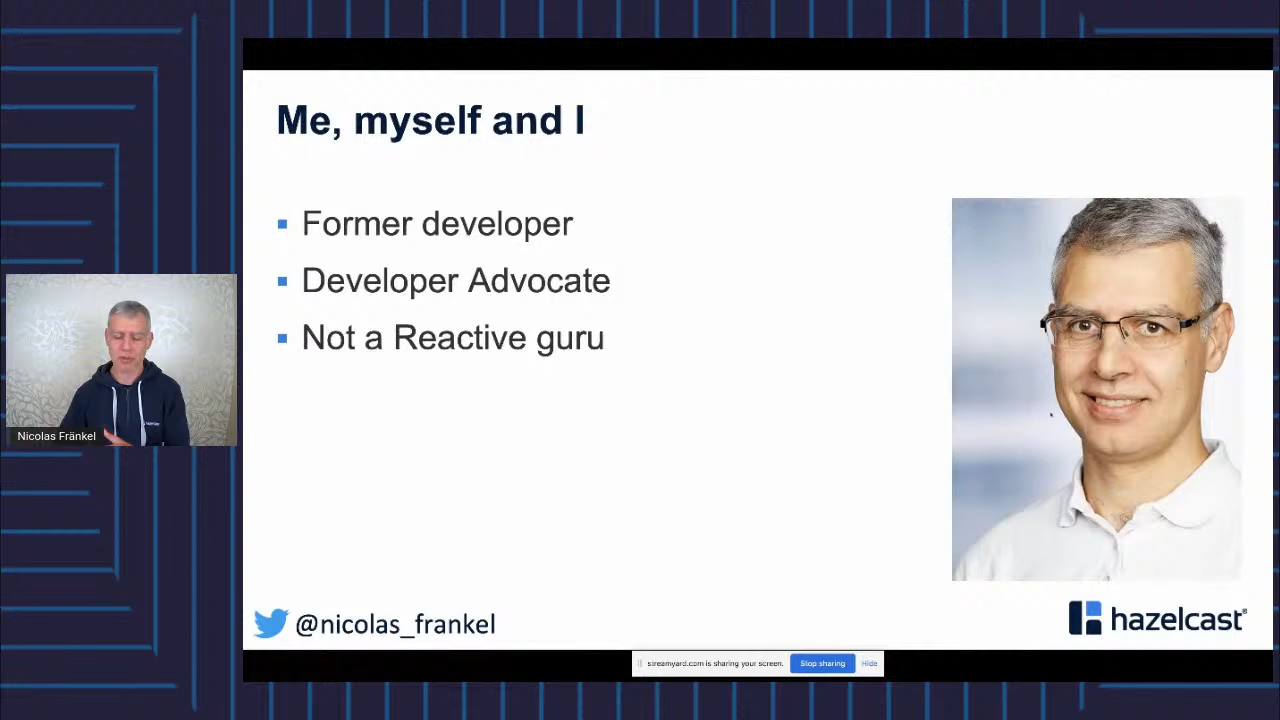 Me, myself and I
Former developer
Developer Advocate
Not a Reactive guru
Nicolas Fränkel
@nicolas_frankel
hazelcast®
streamyard.com is sharing your screen.
Stop sharing
Hide